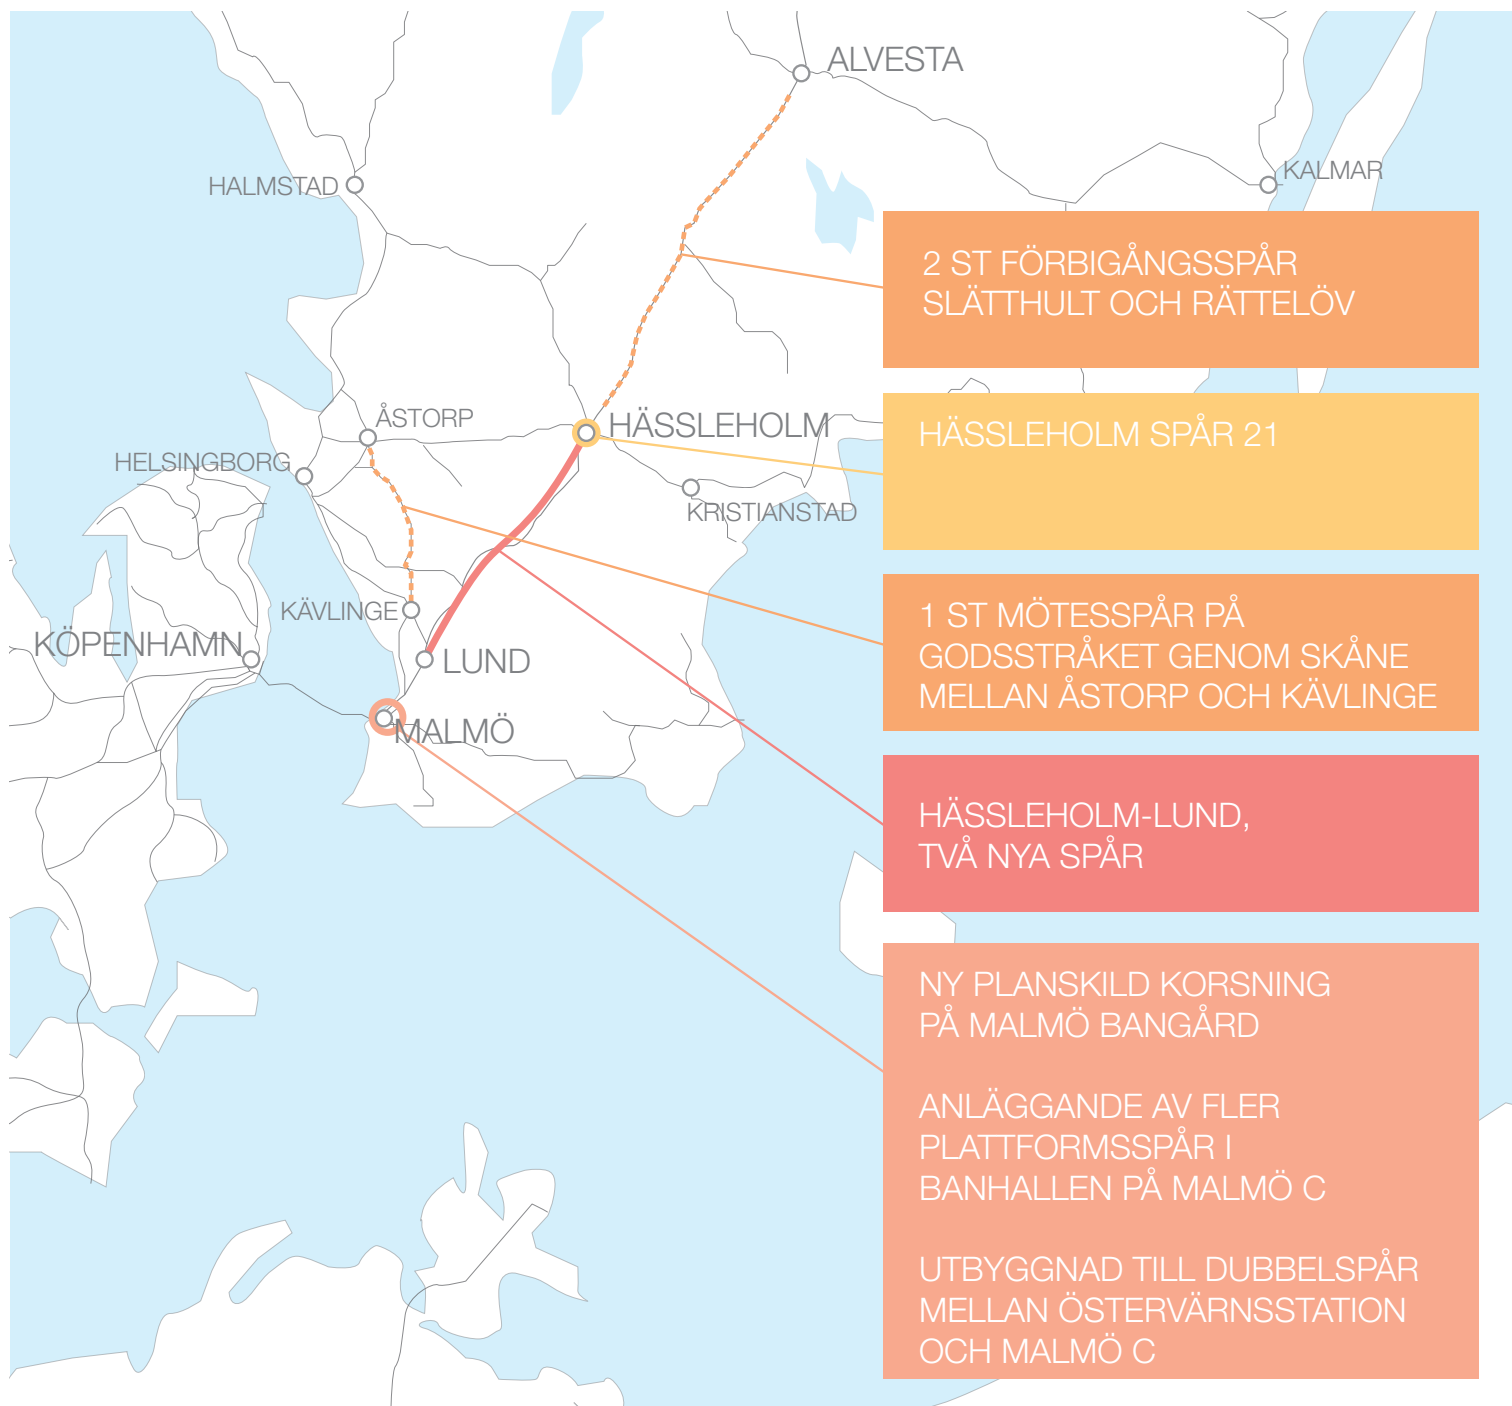 ALVESTA
HALMSTAD
KALMAR
ÅSTORP
HÄSSLEHOLM
HELSINGBORG
KRISTIANSTAD
KÄVLINGE
KÖPENHAMN
LUND
MALMÖ
2 ST FÖRBIGÅNGSSPÅR
SLÄTTHULT OCH RÄTTELÖV
HÄSSLEHOLM SPÅR 21
1 ST MÖTESSPÅR PÅ
GODSSTRÅKET GENOM SKÅNE
MELLAN ÅSTORP OCH KÄVLINGE
HÄSSLEHOLM-LUND,
TVÅ NYA SPÅR
NY PLANSKILD KORSNING
PÅ MALMÖ BANGÅRD
ANLÄGGANDE AV FLER
PLATTFORMSSPÅR I
BANHALLEN PÅ MALMÖ C
UTBYGGNAD TILL DUBBELSPÅR
MELLAN ÖSTERVÄRNSSTATION
OCH MALMÖ C